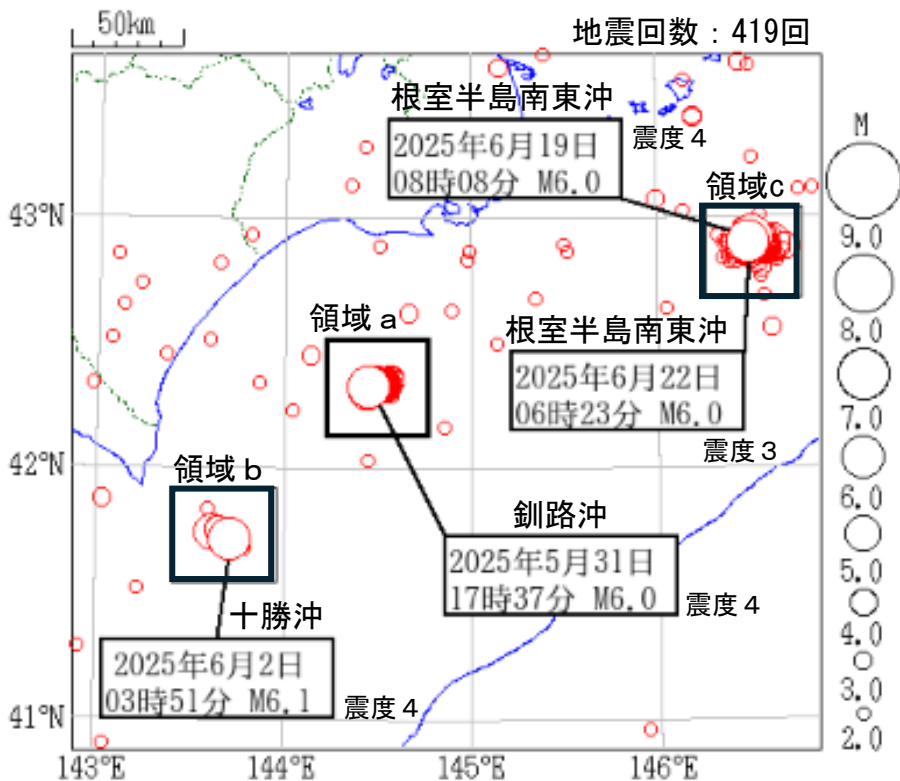 50km
地震回数：419回
根室半島南東沖
2025年6月19日
08時08分 M6.0
震度４
領域c
M
9.0
8.0
7.0
6.0
5.0
4.0
3.0
2.0
43°N
領域ａ
根室半島南東沖
2025年6月22日
06時23分 M6.0
震度３
42°N
領域ｂ
釧路沖
2025年5月31日
17時37分 M6.0
震度４
十勝沖
2025年6月2日
03時51分 M6.1
震度４
41°N
143°E
144°E
145°E
146°E